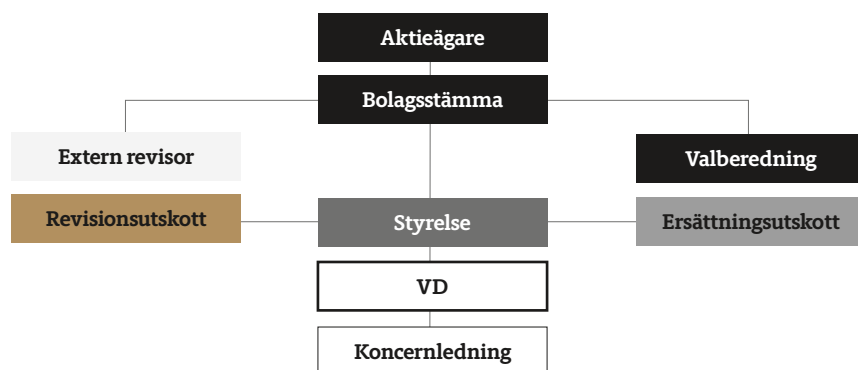 Aktieägare
Bolagsstämma
Extern revisor
Valberedning
Revisionsutskott
Styrelse
Ersättningsutskott
VD
Koncernledning